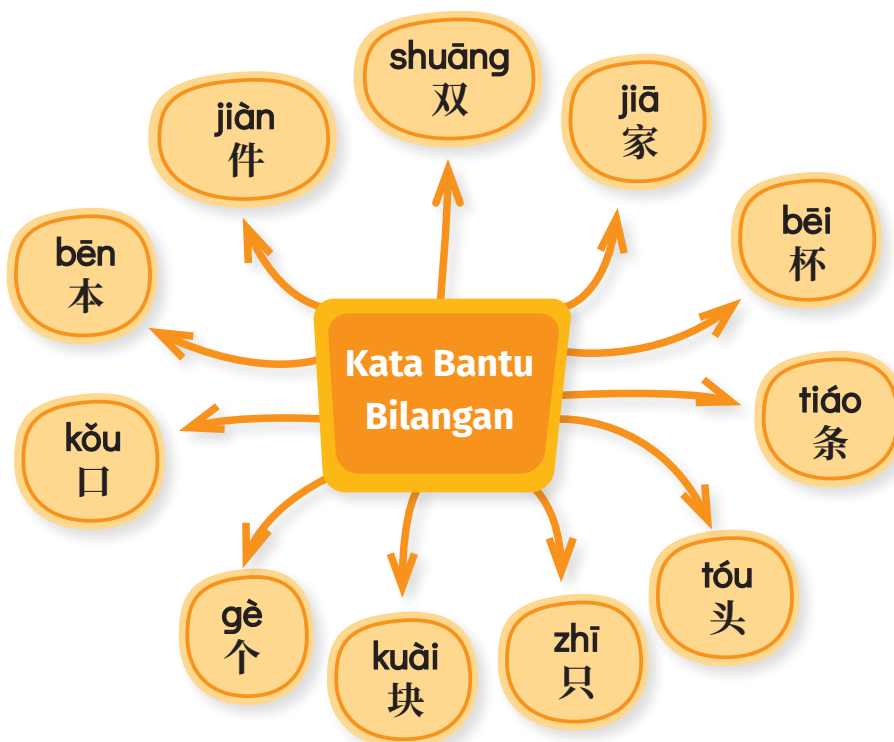 shuāng
双
jiàn
件
jiā
家
bēi
杯
bēn
本
Kata Bantu
Bilangan
tiáo
条
kǒu
口
tóu
头
gè
个
zhī
只
kuài
块